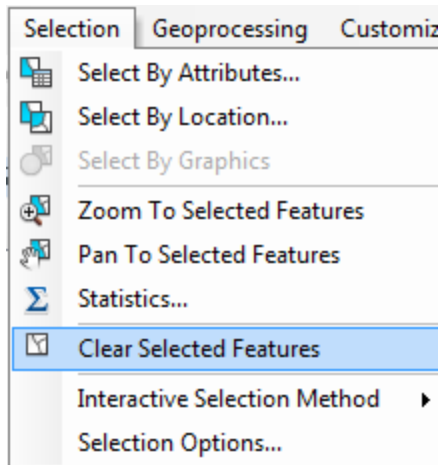 Selection Geoprocessing Customiz
Select By Attributes...
Select By Location...
Select By Graphics
Zoom To Selected Features
Pan To Selected Features
Statistics...
Clear Selected Features
Interactive Selection Method
Selection Options...